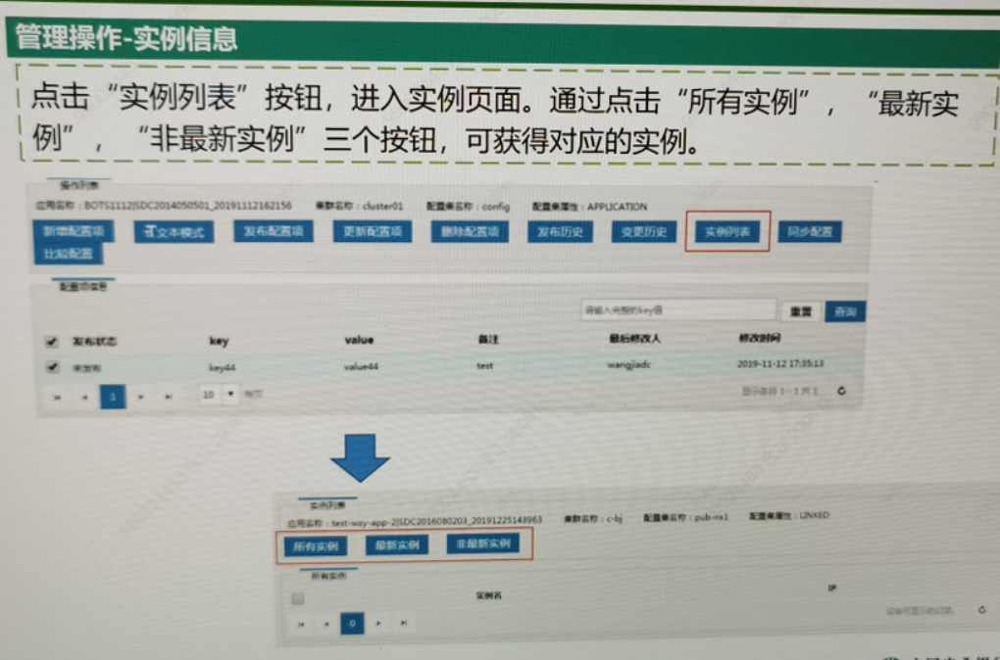 管理操作-实例信息
点击“实例列表”按钮，进入实例页面。通过点击“所有实例”，“最新实
例”，“非最新实例”三个按钮，可获得对应的实例。
操作列表
应用名称：BOTS1112JSDC2014050501_20191112162156 集群名称：cluster01 配置集名称：config 配置集属性：APPLICATION
新增配置项 文本模式 发布配置项 更新配置项 删除配置项 发布历史 变更历史 实例列表 同步配置
比较配置
配置项信息
请输入完整的key值 重置 查询
发布状态 key value 备注 最后修改人 修改时间
未发布 key44 value44 test wangjiadc 2019-11-12 17:35:13
1 10 每页 显示条目 1 - 1 共 1
实例列表
应用名称：test-wzy-app-2JSDC2016080203_20191225143963 集群名称：c-bj 配置集名称：pub-ns1 配置集属性：LINKED
所有实例 最新实例 非最新实例
所有实例
实例名 IP
0 没有可显示的记录。